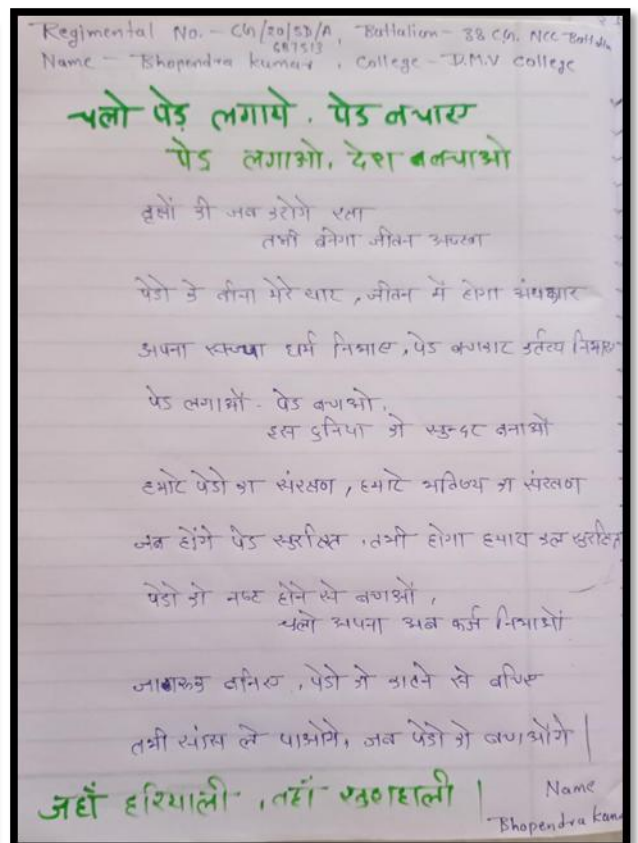 Regimental No. - CG/20/SD/A, Battalion - 38 CG. NCC Battalion
687513
Name - Bhopendra kumar, College - D.M.V college
चलो पेड़ लगाये. पेड बचाए
पेड लगाओ, देश बचाओ
वृक्षों की जब करोगे रक्षा
तभी बनेगा जीवन अच्छा
पेडो के बीना मेरे यार, जीवन में होगा अंधकार
अपना सच्चा धर्म निभाए, पेड बचाकर कर्तव्य निभाए
पेड लगाओ - पेड बचाओ,
इस दुनिया को सुन्दर बनाओ
हमारे पेडो का संरक्षण, हमारे भविष्य का संरक्षण
जब होंगे पेड सुरक्षित, तभी होगा हमारा कल सुरक्षित
पेडो को नष्ट होने से बचाओं,
चलो अपना अब कर्ज निभाओं
जागरूक बनिए, पेडो को काटने से बचिए
तभी सांस ले पाओगे, जब पेडो को बचाओगे |
जहाँ हरियाली, वहाँ खुशहाली |
Name
Bhopendra kum